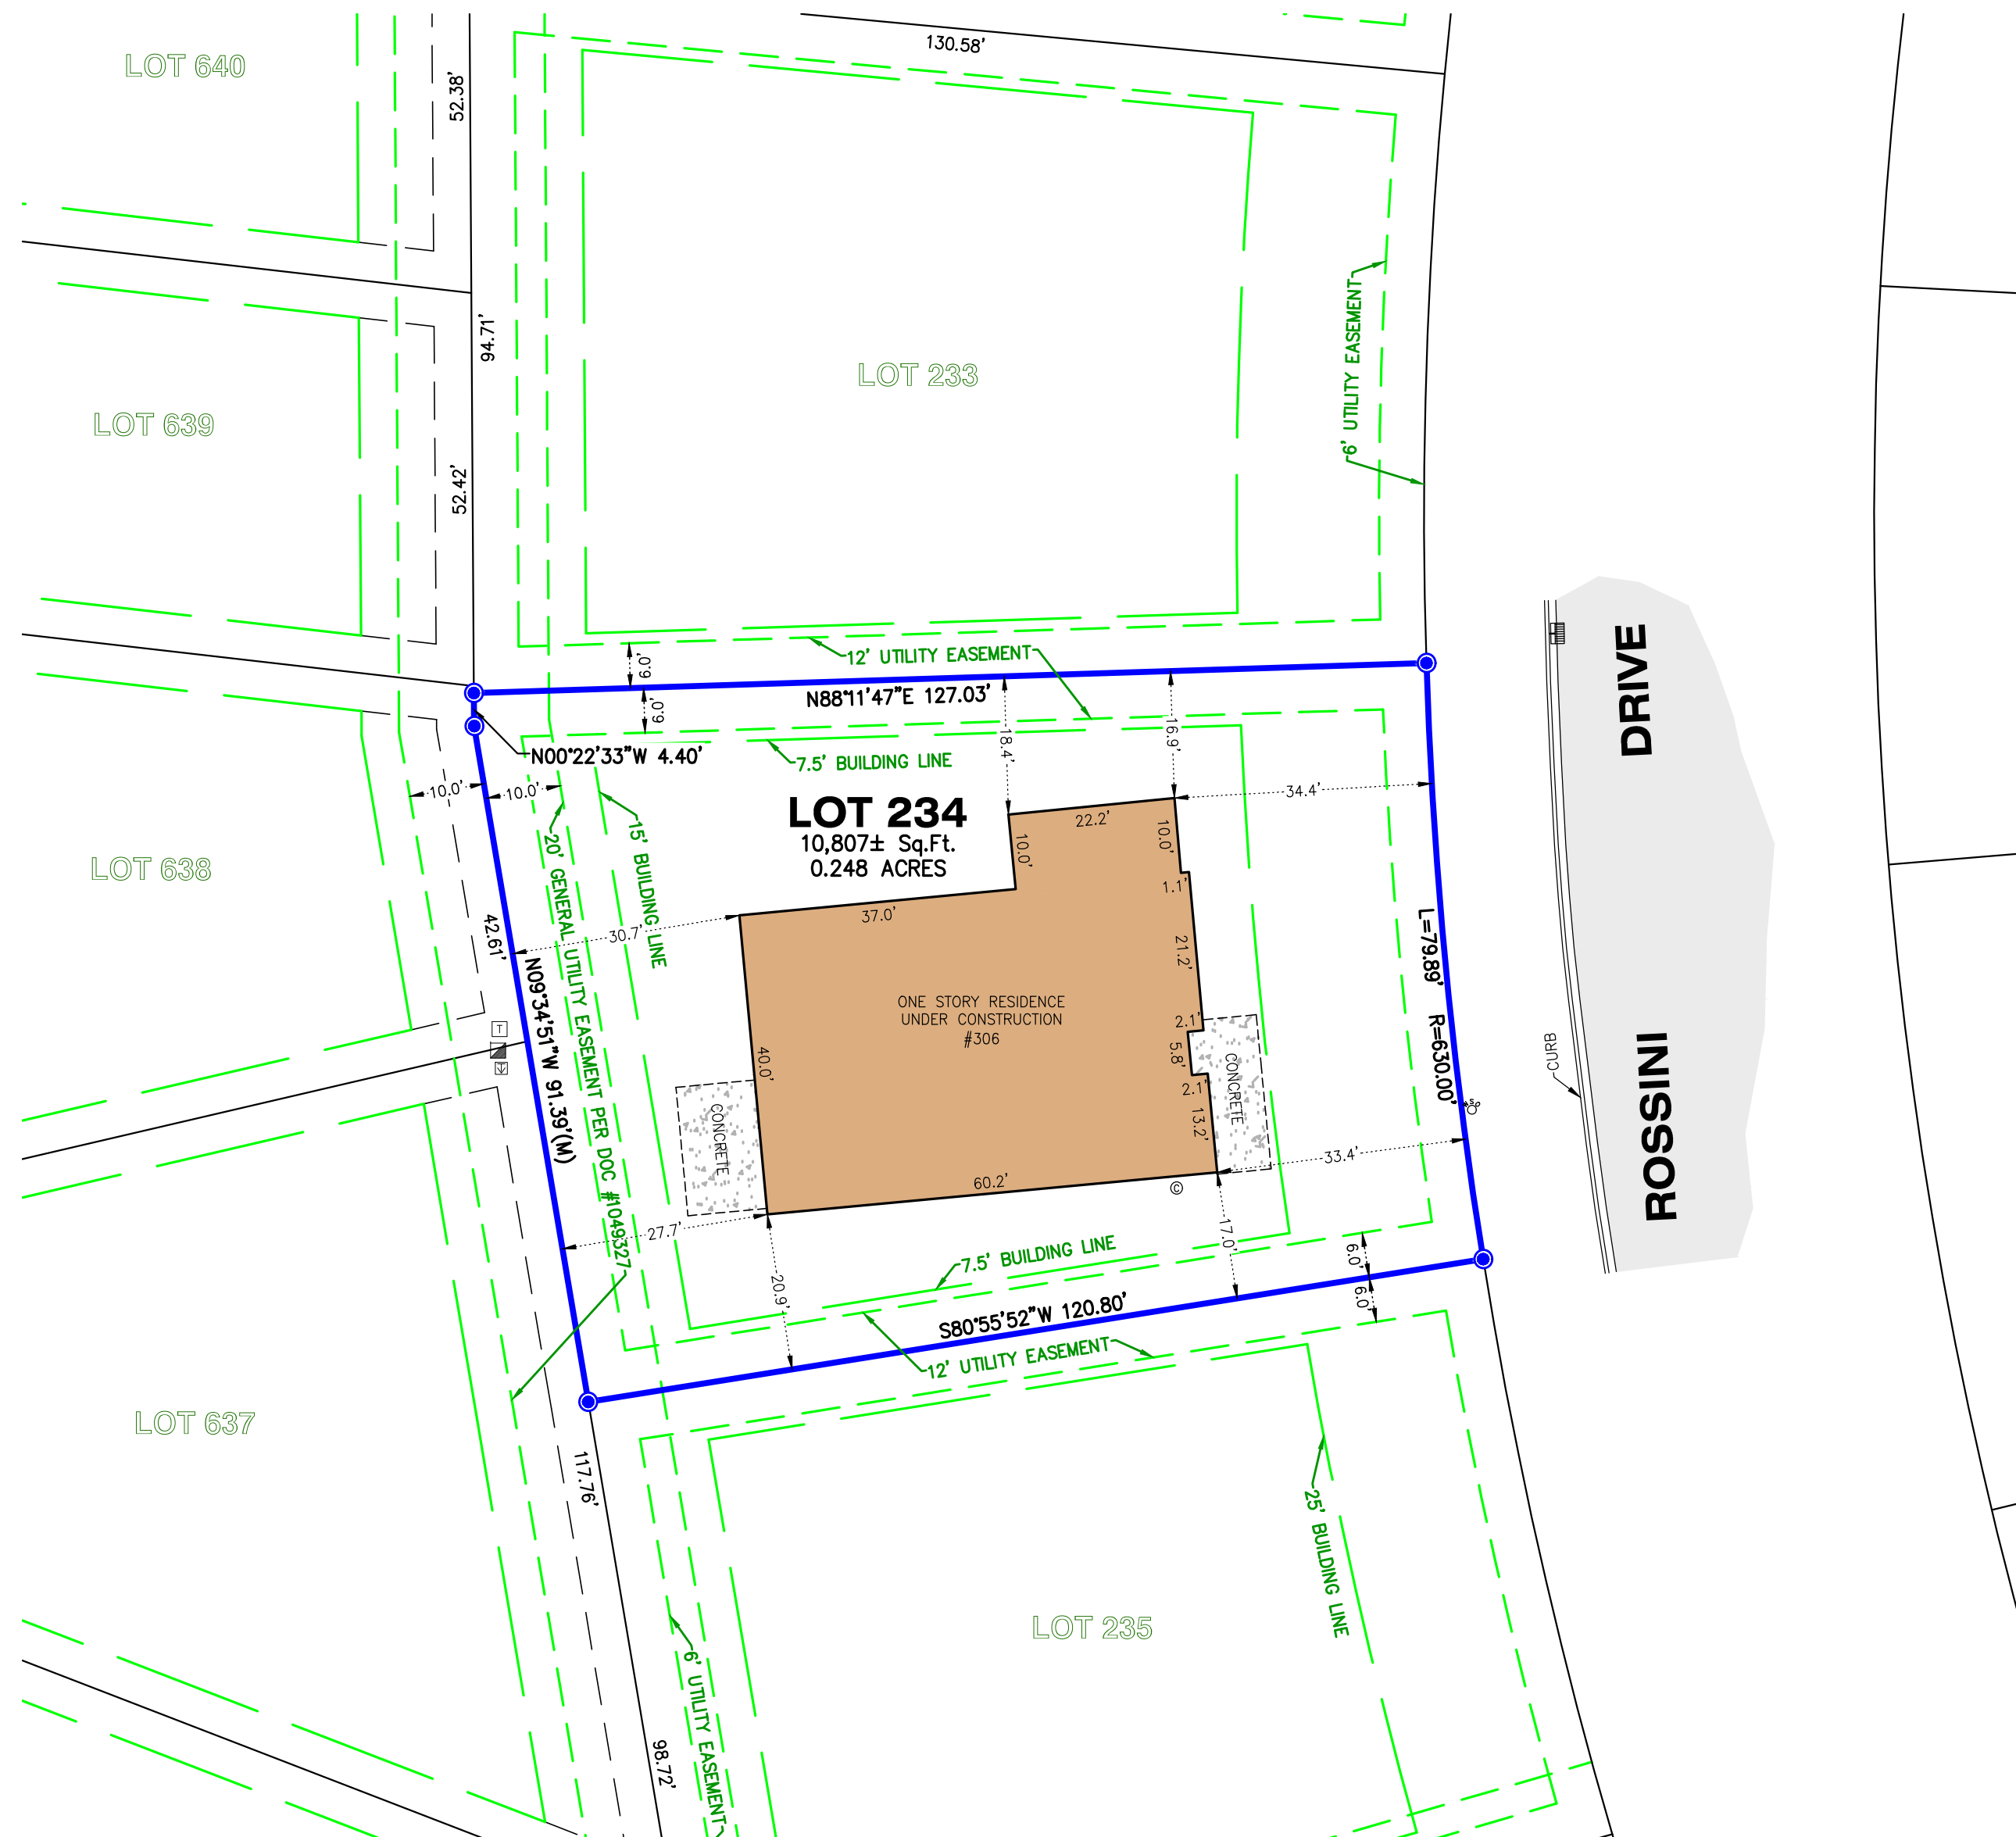 LOT 640
52.38'
130.58'
LOT 639
94.71'
52.42'
LOT 233
6' UTILITY EASEMENT
12' UTILITY EASEMENT
6.0'
6.0'
N88°11'47"E 127.03'
N00°22'33"W 4.40'
7.5' BUILDING LINE
18.4'
16.9'
10.0'
10.0'
LOT 234
10,807± Sq.Ft.
0.248 ACRES
22.2'
34.4'
10.0'
10.0'
1.1'
LOT 638
15' BUILDING LINE
20' GENERAL UTILITY EASEMENT PER DOC #1049327
42.61'
N09°34'51"W 91.39'(M)
30.7'
37.0'
21.2'
ONE STORY RESIDENCE
UNDER CONSTRUCTION
#306
2.1'
5.8'
2.1'
13.2'
40.0'
CONCRETE
CONCRETE
T
60.2'
©
33.4'
27.7'
20.9'
17.0'
L=79.89' R=630.00'
CURB
ROSSINI DRIVE
7.5' BUILDING LINE
6.0'
6.0'
S80°55'52"W 120.80'
12' UTILITY EASEMENT
LOT 637
117.76'
98.72'
6' UTILITY EASEMENT
25' BUILDING LINE
LOT 235